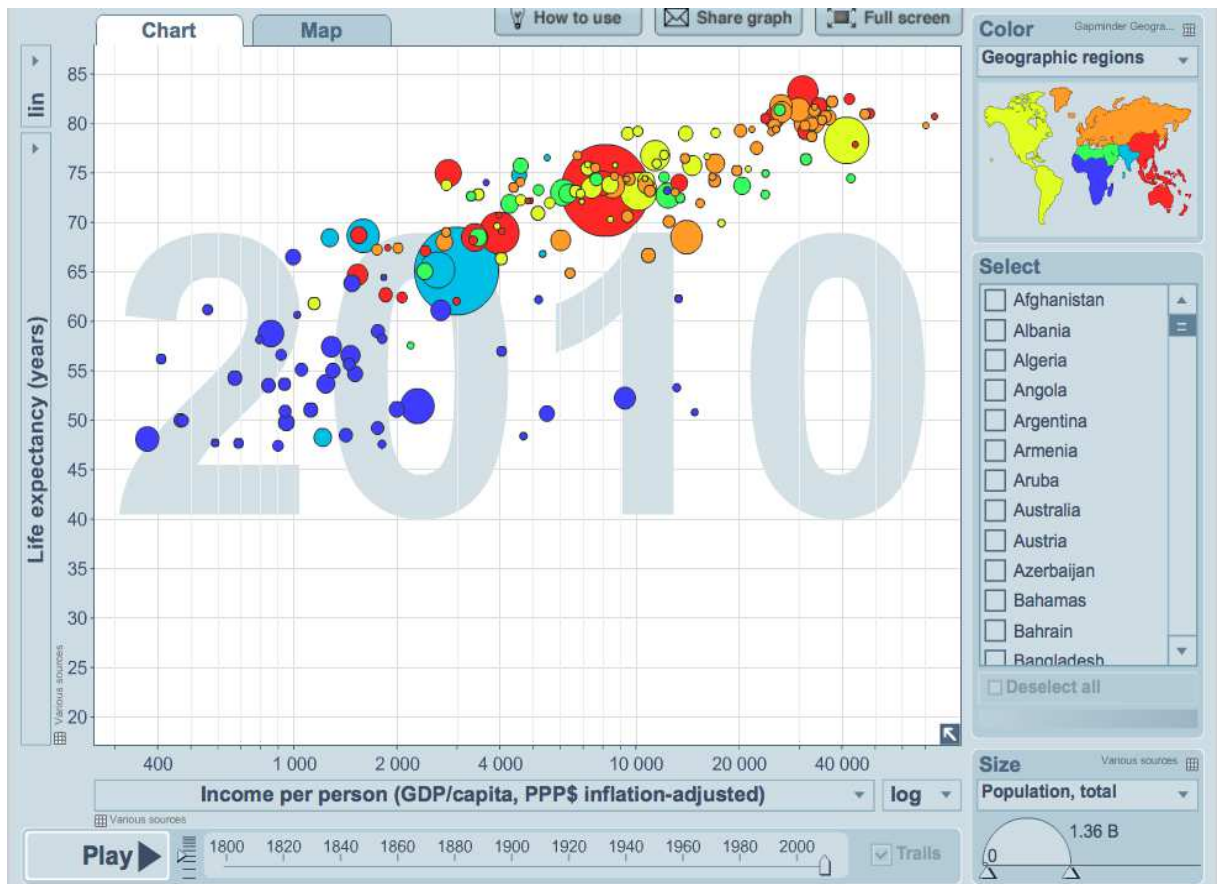 Chart
Map
How to use
Share graph
Full screen
Color
Gapminder Geogra...
Geographic regions
lin
Life expectancy (years)
Various sources
85
80
75
70
65
60
55
50
45
40
35
30
25
20
2010
400
1 000
2 000
4 000
10 000
20 000
40 000
Income per person (GDP/capita, PPP$ inflation-adjusted)
log
Various sources
Select
Afghanistan
Albania
Algeria
Angola
Argentina
Armenia
Aruba
Australia
Austria
Azerbaijan
Bahamas
Bahrain
Bangladesh
Deselect all
Size
Various sources
Population, total
1.36 B
0
Play
1800
1820
1840
1860
1880
1900
1920
1940
1960
1980
2000
Trails